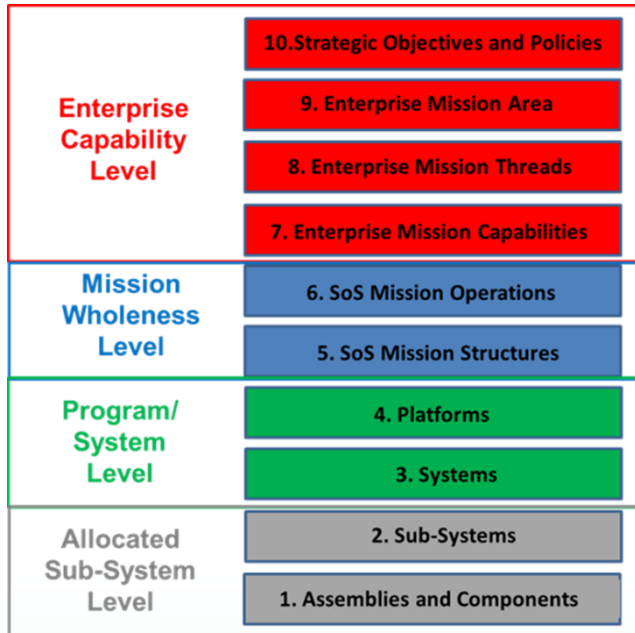 Enterprise
Capability
Level
10.Strategic Objectives and Policies
9. Enterprise Mission Area
8. Enterprise Mission Threads
7. Enterprise Mission Capabilities
Mission
Wholeness
Level
6. SoS Mission Operations
5. SoS Mission Structures
Program/
System
Level
4. Platforms
3. Systems
Allocated
Sub-System
Level
2. Sub-Systems
1. Assemblies and Components